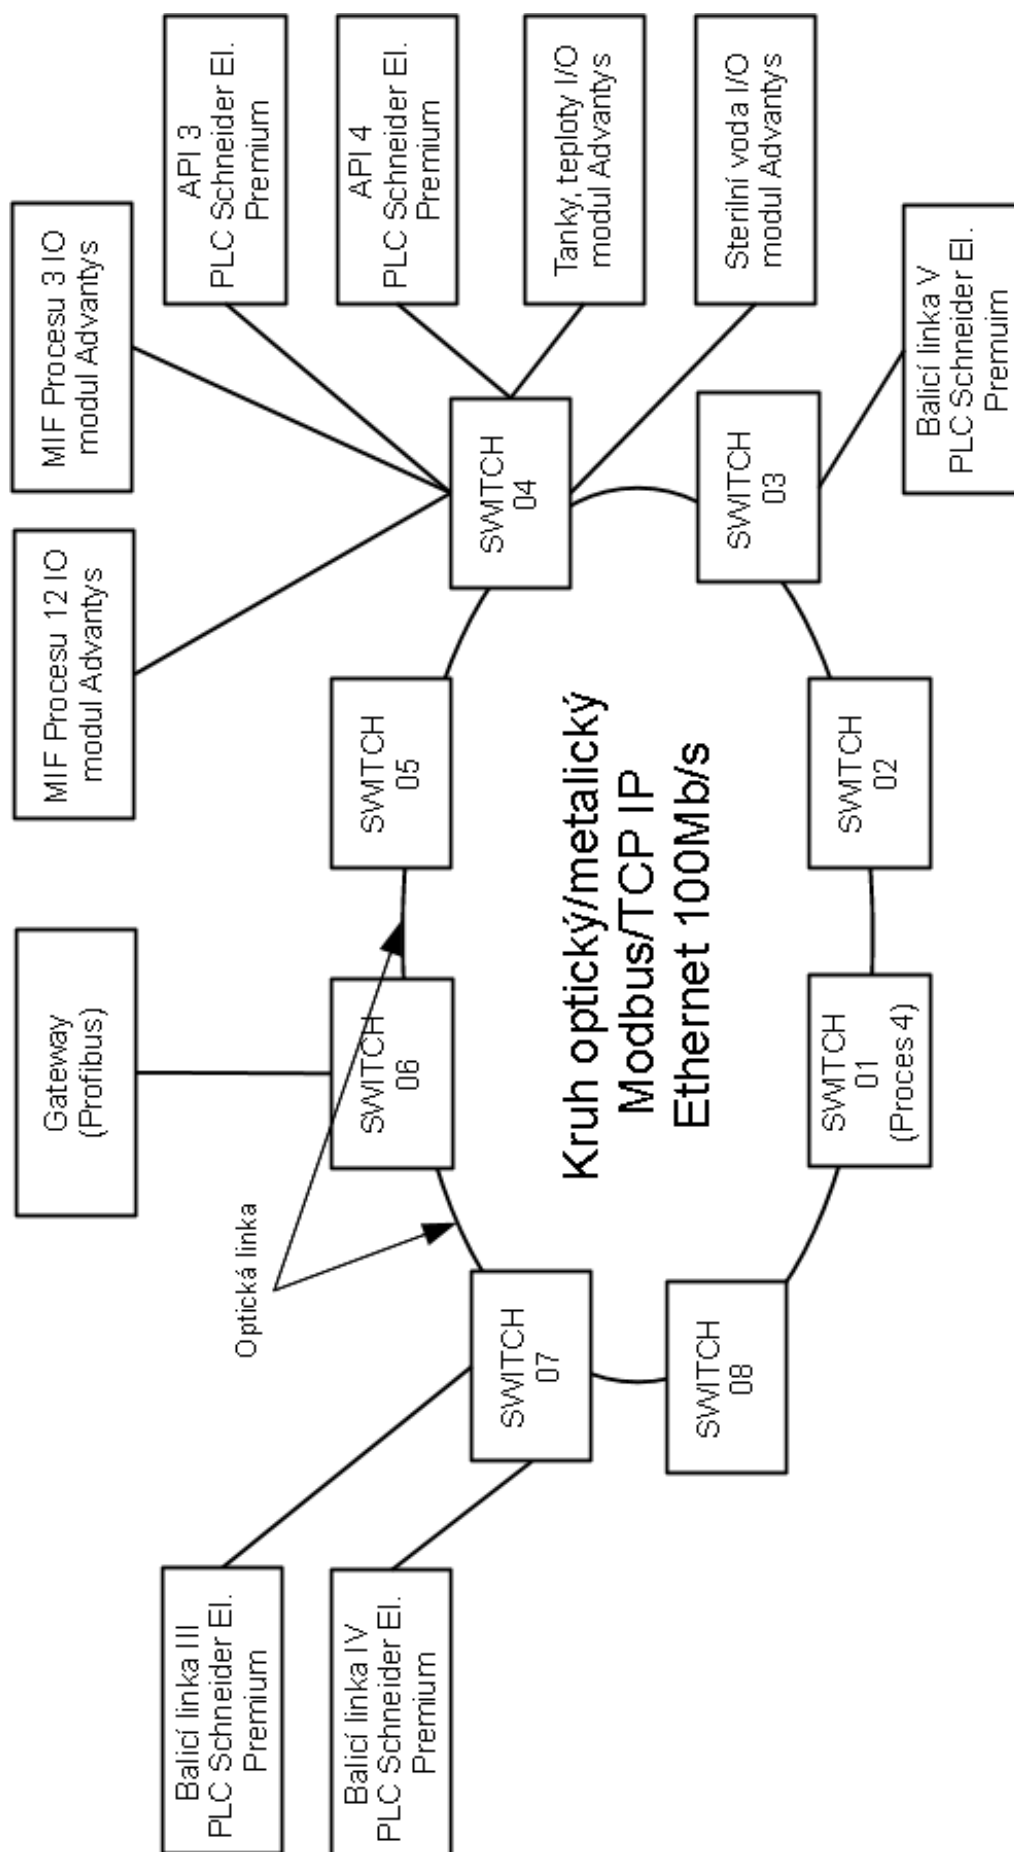 Gateway
(Profibus)
MIF Procesu 12 IO
modul Advantys
MIF Procesu 3 IO
modul Advantys
Balicí linka III
PLC Schneider El.
Premium
API 3
PLC Schneider El.
Premium
Optická linka
Balicí linka IV
PLC Schneider El.
Premium
SWITCH
06
SWITCH
05
API 4
PLC Schneider El.
Premium
SWITCH
07
SWITCH
04
Tanky, teploty I/O
modul Advantys
Kruh optický/metalický
Modbus/TCP IP
Ethernet 100Mb/s
SWITCH
08
SWITCH
03
Sterilní voda I/O
modul Advantys
SWITCH
01
(Proces 4)
SWITCH
02
Balicí linka V
PLC Schneider El.
Premuim